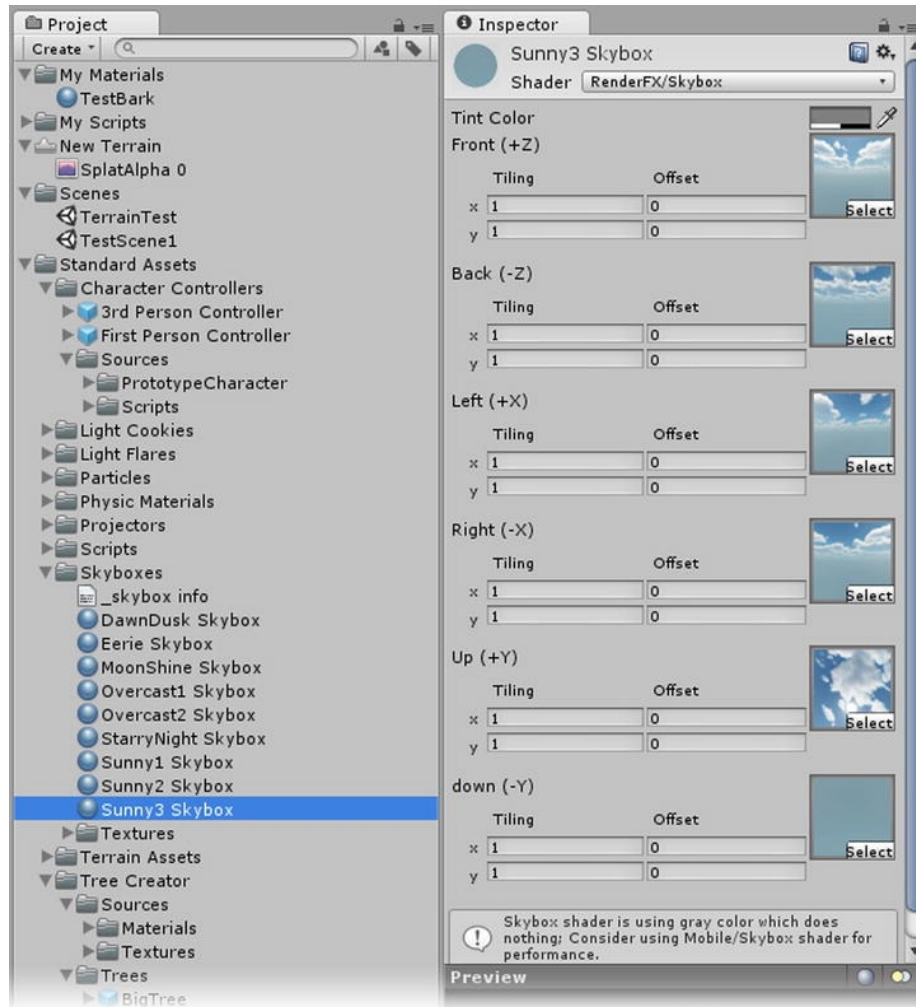 Project
Create
My Materials
TestBark
My Scripts
New Terrain
SplatAlpha 0
Scenes
TerrainTest
TestScene1
Standard Assets
Character Controllers
3rd Person Controller
First Person Controller
Sources
PrototypeCharacter
Scripts
Light Cookies
Light Flares
Particles
Physic Materials
Projectors
Scripts
Skyboxes
_skybox info
DawnDusk Skybox
Eerie Skybox
MoonShine Skybox
Overcast1 Skybox
Overcast2 Skybox
StarryNight Skybox
Sunny1 Skybox
Sunny2 Skybox
Sunny3 Skybox
Textures
Terrain Assets
Tree Creator
Sources
Materials
Textures
Trees
BigTree
Inspector
Sunny3 Skybox
Shader RenderFX/Skybox
Tint Color
Front (+Z)
Tiling Offset
x 1 0
Select
y 1 0
Back (-Z)
Tiling Offset
x 1 0
Select
y 1 0
Left (+X)
Tiling Offset
x 1 0
Select
y 1 0
Right (-X)
Tiling Offset
x 1 0
Select
y 1 0
Up (+Y)
Tiling Offset
x 1 0
Select
y 1 0
down (-Y)
Tiling Offset
x 1 0
Select
y 1 0
Skybox shader is using gray color which does
nothing; Consider using Mobile/Skybox shader for
performance.
Preview